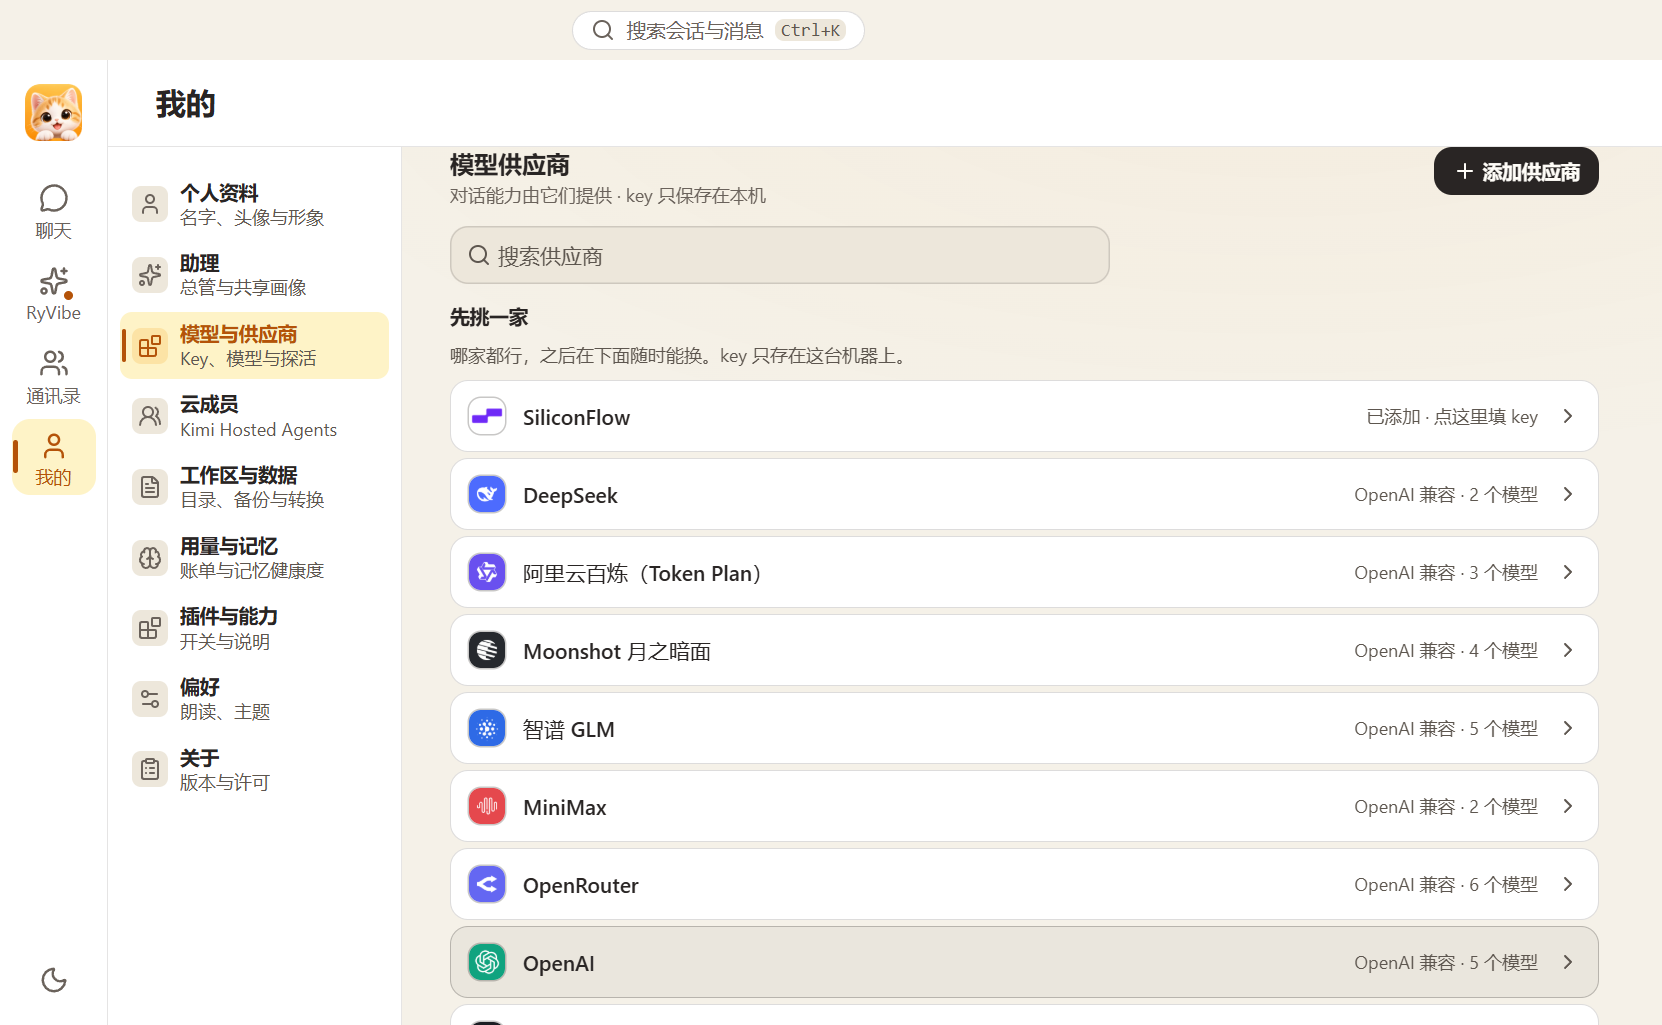 搜索会话与消息 Ctrl+K
我的
聊天
RyVibe
通讯录
我的
个人资料
名字、头像与形象
助理
总管与共享画像
模型与供应商
Key、模型与探活
云成员
Kimi Hosted Agents
工作区与数据
目录、备份与转换
用量与记忆
账单与记忆健康度
插件与能力
开关与说明
偏好
朗读、主题
关于
版本与许可
模型供应商
对话能力由它们提供 · key 只保存在本机
添加供应商
搜索供应商
先挑一家
哪家都行，之后在下面随时能换。key 只存在这台机器上。
SiliconFlow 已添加 · 点这里填 key
DeepSeek OpenAI 兼容 · 2 个模型
阿里云百炼（Token Plan） OpenAI 兼容 · 3 个模型
Moonshot 月之暗面 OpenAI 兼容 · 4 个模型
智谱 GLM OpenAI 兼容 · 5 个模型
MiniMax OpenAI 兼容 · 2 个模型
OpenRouter OpenAI 兼容 · 6 个模型
OpenAI OpenAI 兼容 · 5 个模型